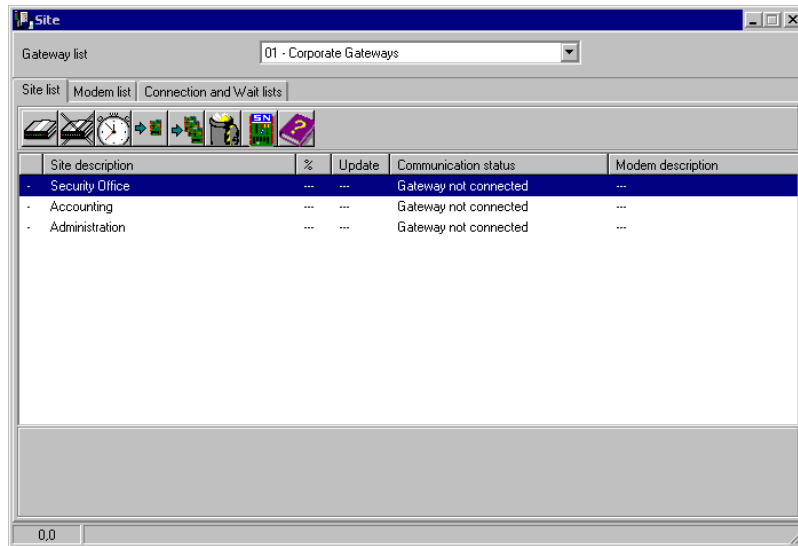 Site
Gateway list 01 - Corporate Gateways
Site list Modem list Connection and Wait lists
SN ?
Site description % Update Communication status Modem description
- Security Office --- --- Gateway not connected ---
- Accounting --- --- Gateway not connected ---
- Administration --- --- Gateway not connected ---
0,0